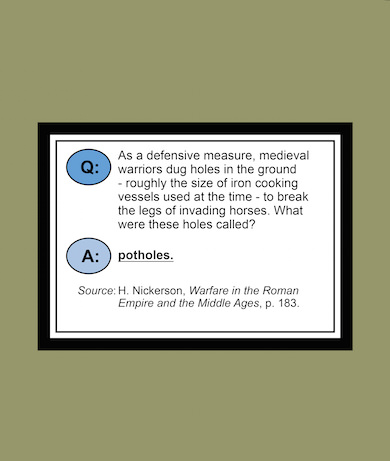 Q: As a defensive measure, medieval
warriors dug holes in the ground
- roughly the size of iron cooking
vessels used at the time - to break
the legs of invading horses. What
were these holes called?
A: potholes.
Source: H. Nickerson, Warfare in the Roman
Empire and the Middle Ages, p. 183.